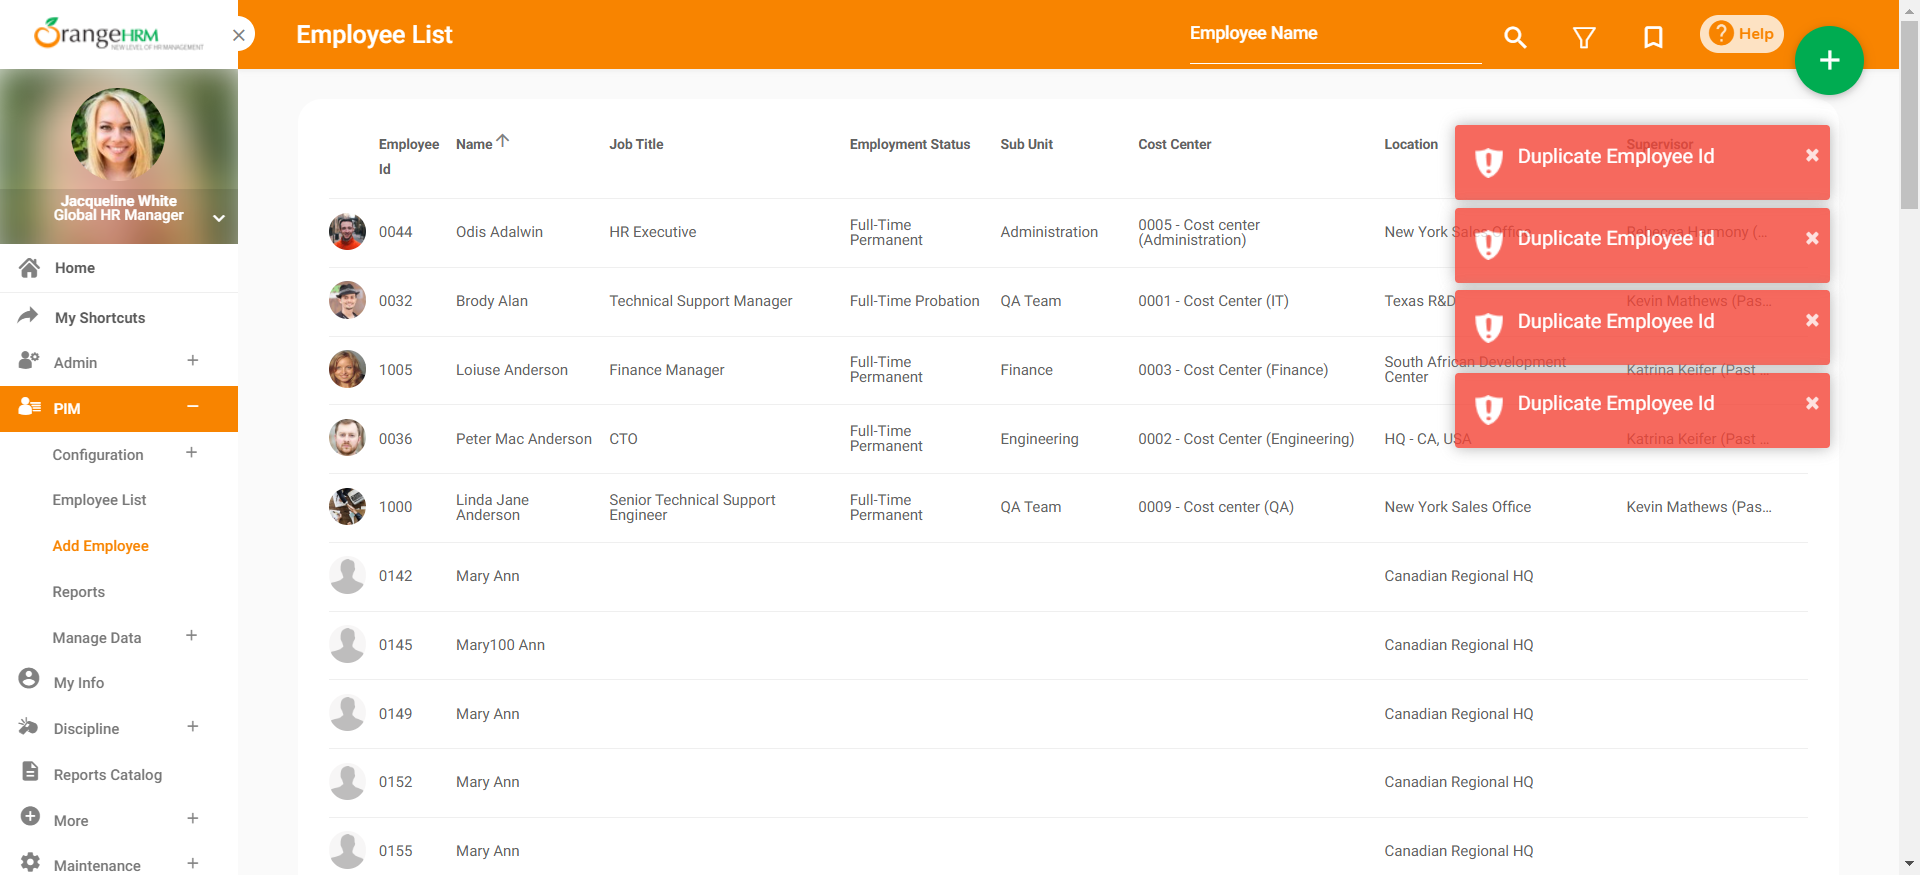 OrangeHRM
NEW LEVEL OF HR MANAGEMENT
Employee List
Employee Name
Help
Jacqueline White
Global HR Manager
Home
My Shortcuts
Admin
PIM
Configuration
Employee List
Add Employee
Reports
Manage Data
My Info
Discipline
Reports Catalog
More
Maintenance
Employee Id Name Job Title Employment Status Sub Unit Cost Center Location Supervisor
0044 Odis Adalwin HR Executive Full-Time Permanent Administration 0005 - Cost center (Administration) New York Sales Office Rebecca Harmony (...
0032 Brody Alan Technical Support Manager Full-Time Probation QA Team 0001 - Cost Center (IT) Texas R&D Kevin Mathews (Pas...
1005 Loiuse Anderson Finance Manager Full-Time Permanent Finance 0003 - Cost Center (Finance) South African Development Center Katrina Keifer (Past ...
0036 Peter Mac Anderson CTO Full-Time Permanent Engineering 0002 - Cost Center (Engineering) HQ - CA, USA Katrina Keifer (Past ...
1000 Linda Jane Anderson Senior Technical Support Engineer Full-Time Permanent QA Team 0009 - Cost center (QA) New York Sales Office Kevin Mathews (Pas...
0142 Mary Ann Canadian Regional HQ
0145 Mary100 Ann Canadian Regional HQ
0149 Mary Ann Canadian Regional HQ
0152 Mary Ann Canadian Regional HQ
0155 Mary Ann Canadian Regional HQ
Duplicate Employee Id
Duplicate Employee Id
Duplicate Employee Id
Duplicate Employee Id